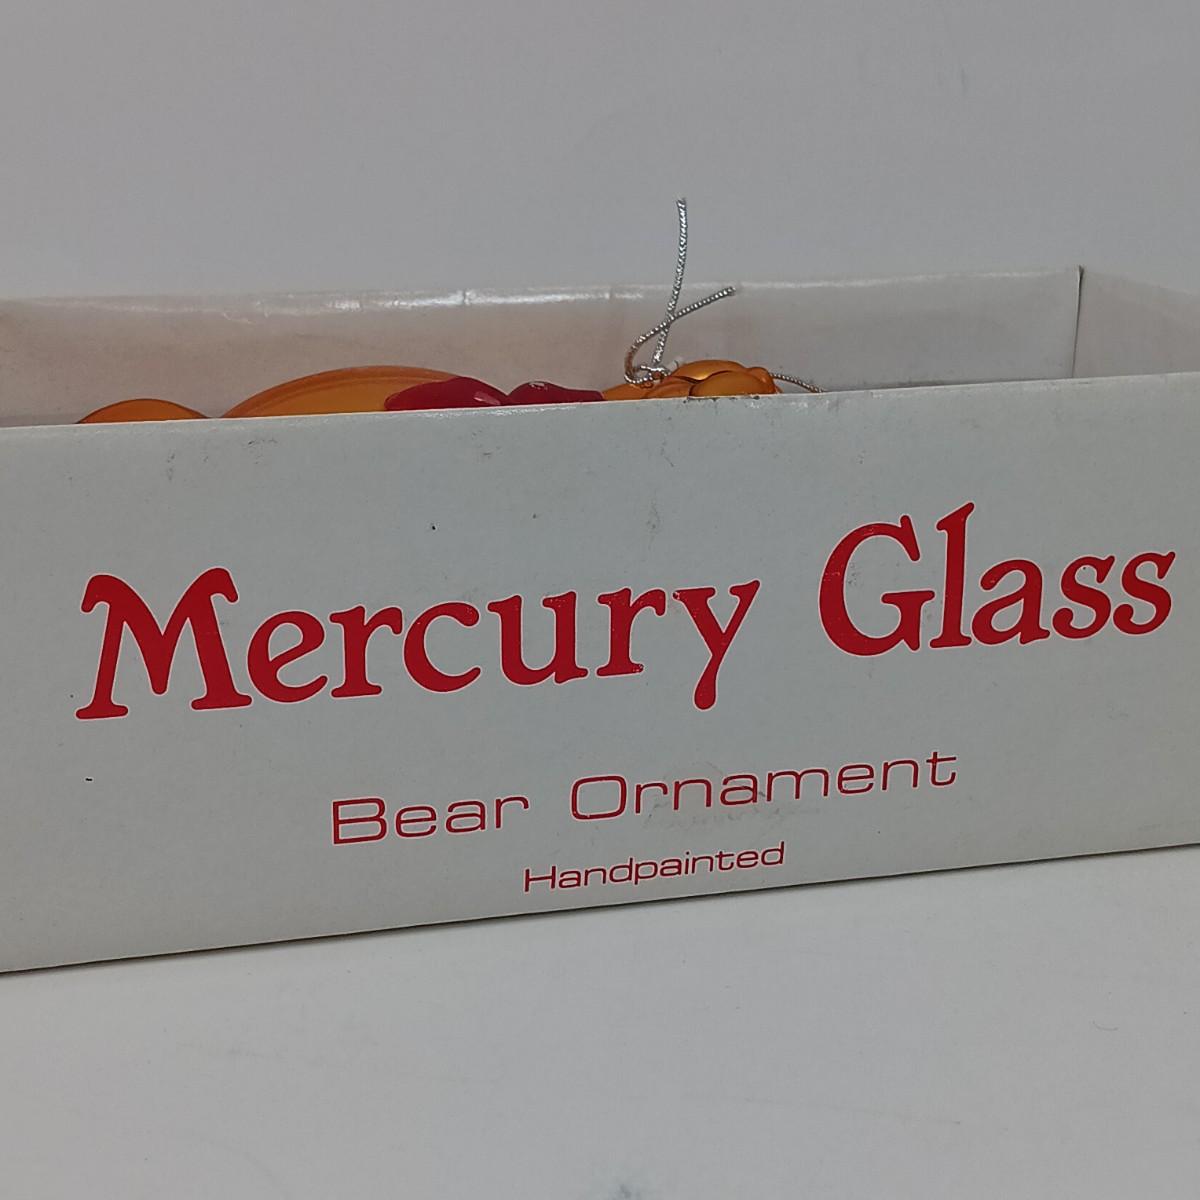 Mercury Glass
Bear Ornament
Handpainted